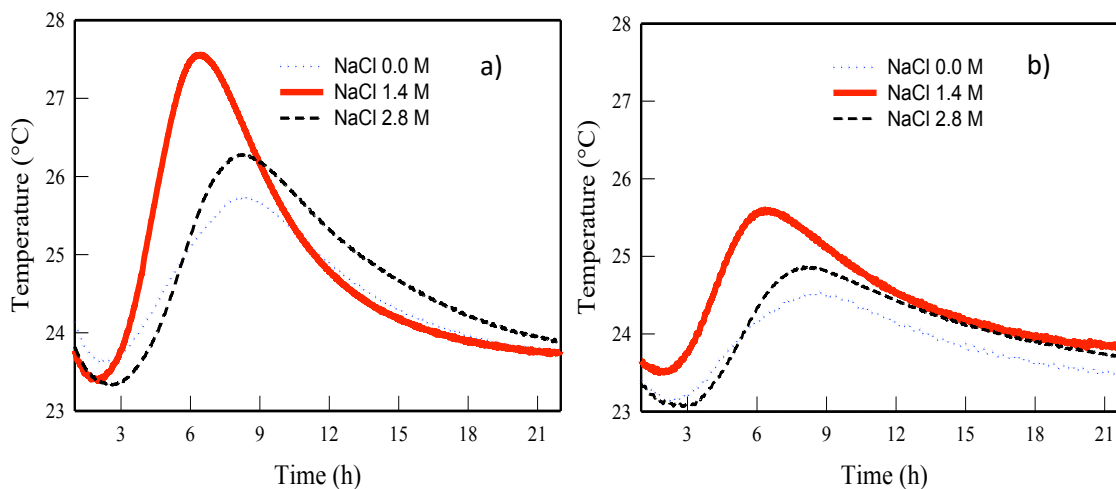 28
27
26
25
24
23
Temperature (°C)
NaCl 0.0 M
NaCl 1.4 M
NaCl 2.8 M
a)
3 6 9 12 15 18 21
Time (h)
28
27
26
25
24
23
Temperature (°C)
NaCl 0.0 M
NaCl 1.4 M
NaCl 2.8 M
b)
3 6 9 12 15 18 21
Time (h)